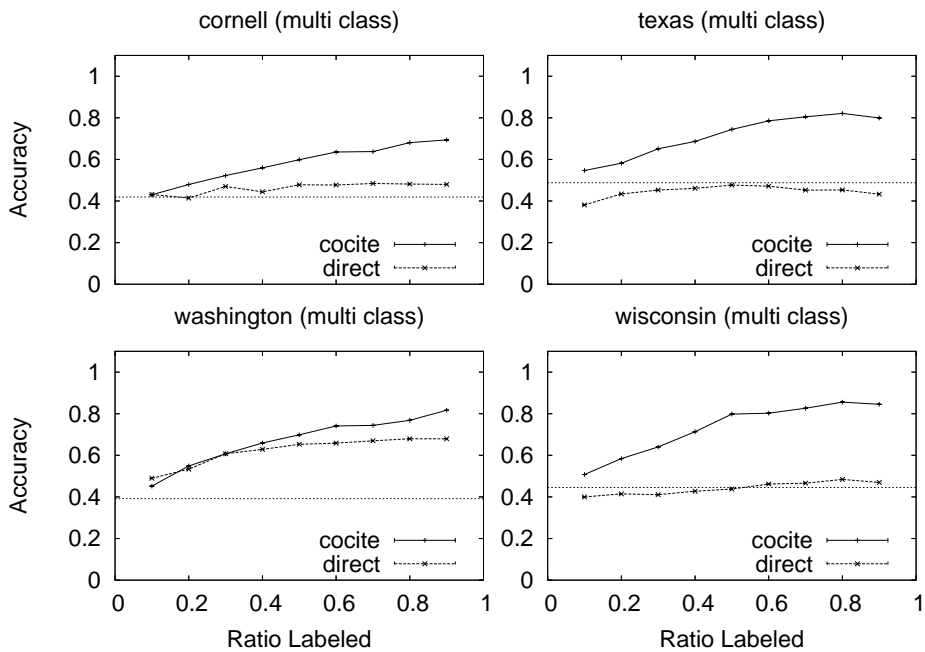 cornell (multi class)
texas (multi class)
Accuracy
1
0.8
0.6
0.4
0.2
0
cocite
direct
1
0.8
0.6
0.4
0.2
0
cocite
direct
washington (multi class)
wisconsin (multi class)
Accuracy
1
0.8
0.6
0.4
0.2
0
cocite
direct
0 0.2 0.4 0.6 0.8 1
Ratio Labeled
1
0.8
0.6
0.4
0.2
0
cocite
direct
0 0.2 0.4 0.6 0.8 1
Ratio Labeled